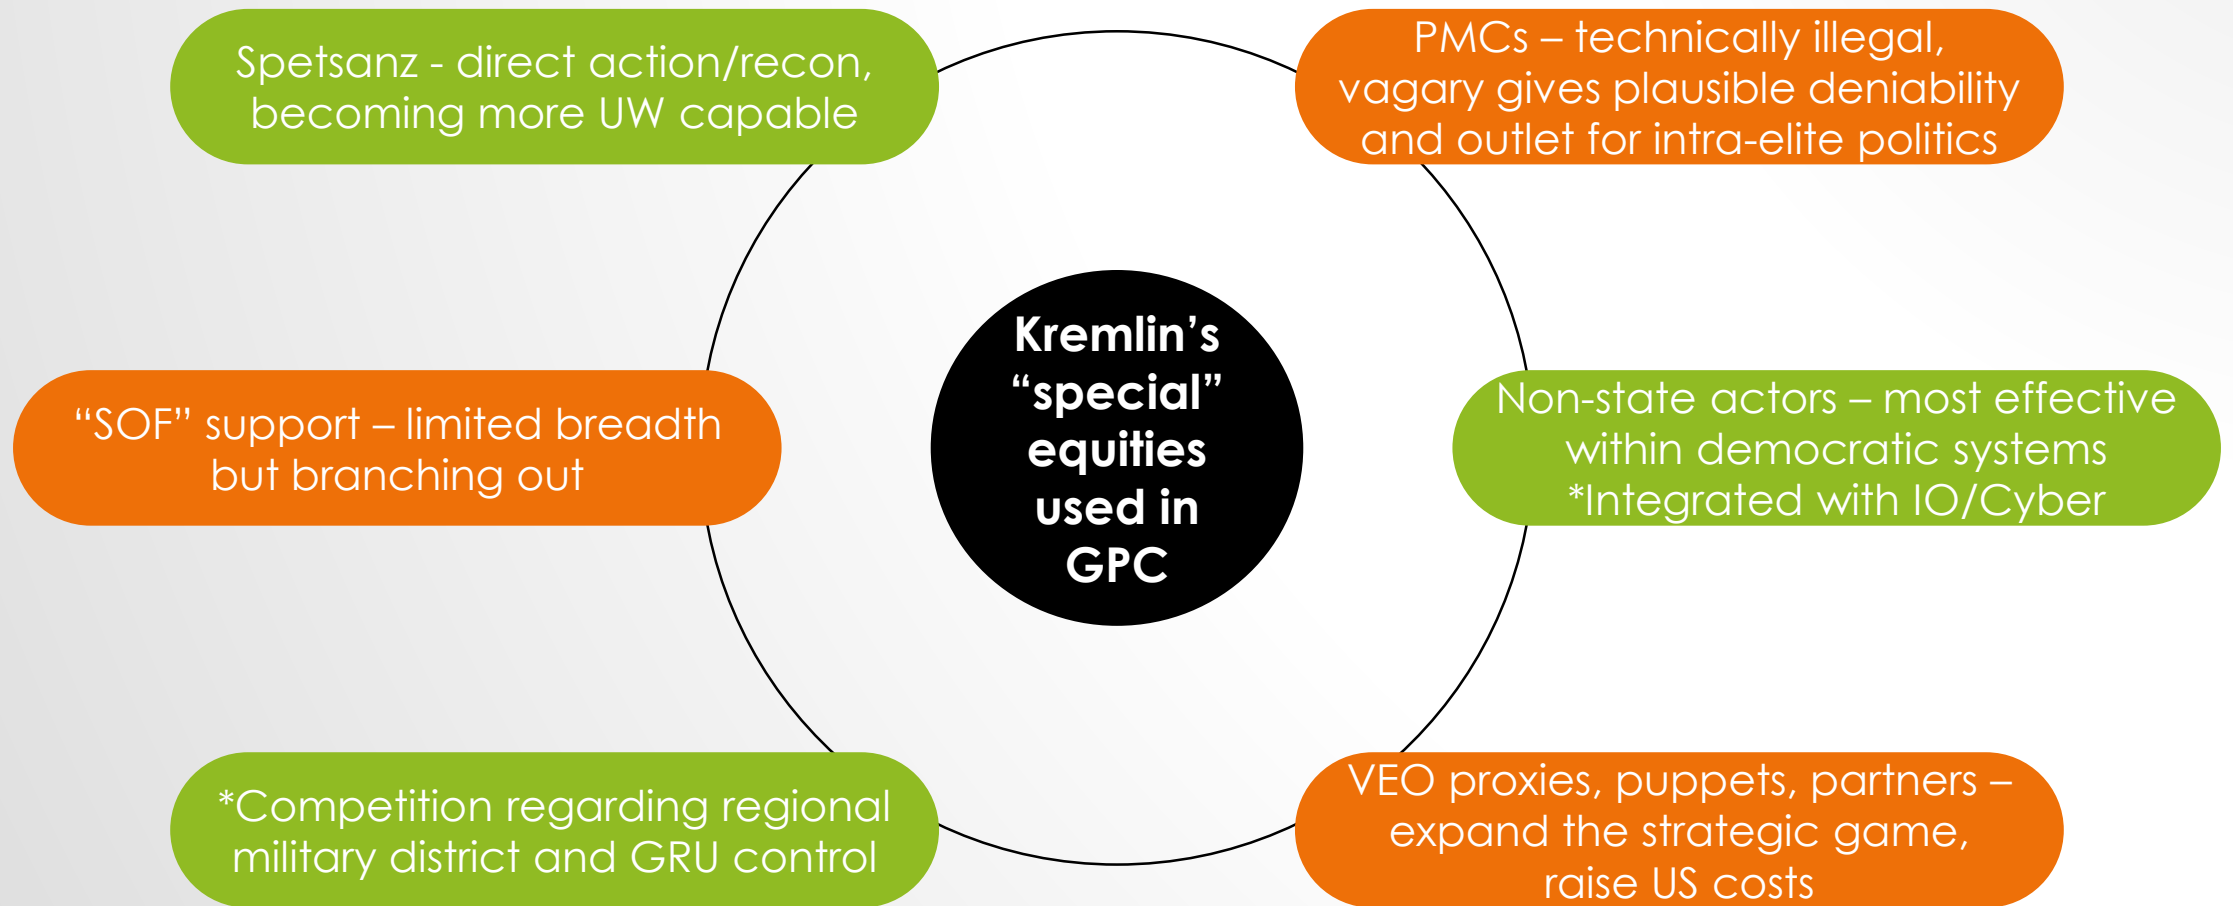 Spetsanz - direct action/recon,
becoming more UW capable
PMCs – technically illegal,
vagary gives plausible deniability
and outlet for intra-elite politics
Kremlin’s
“special”
equities
used in
GPC
“SOF” support – limited breadth
but branching out
Non-state actors – most effective
within democratic systems
*Integrated with IO/Cyber
*Competition regarding regional
military district and GRU control
VEO proxies, puppets, partners –
expand the strategic game,
raise US costs